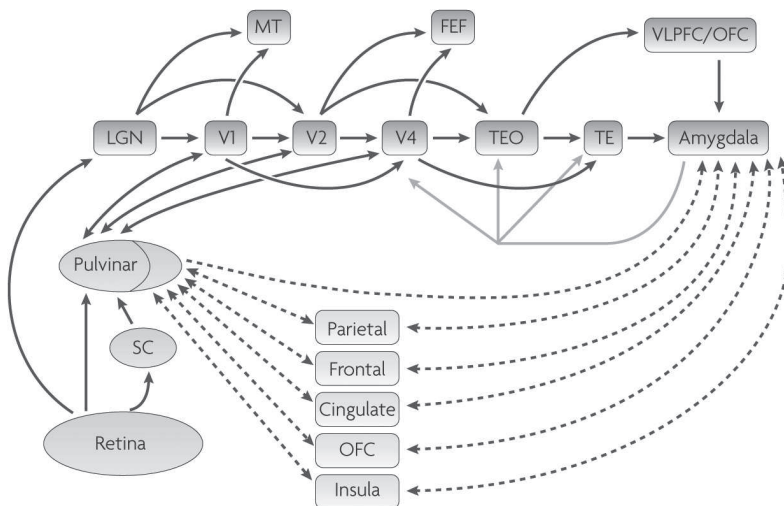 MT
FEF
VLPFC/OFC
LGN
V1
V2
V4
TEO
TE
Amygdala
Pulvinar
SC
Retina
Parietal
Frontal
Cingulate
OFC
Insula